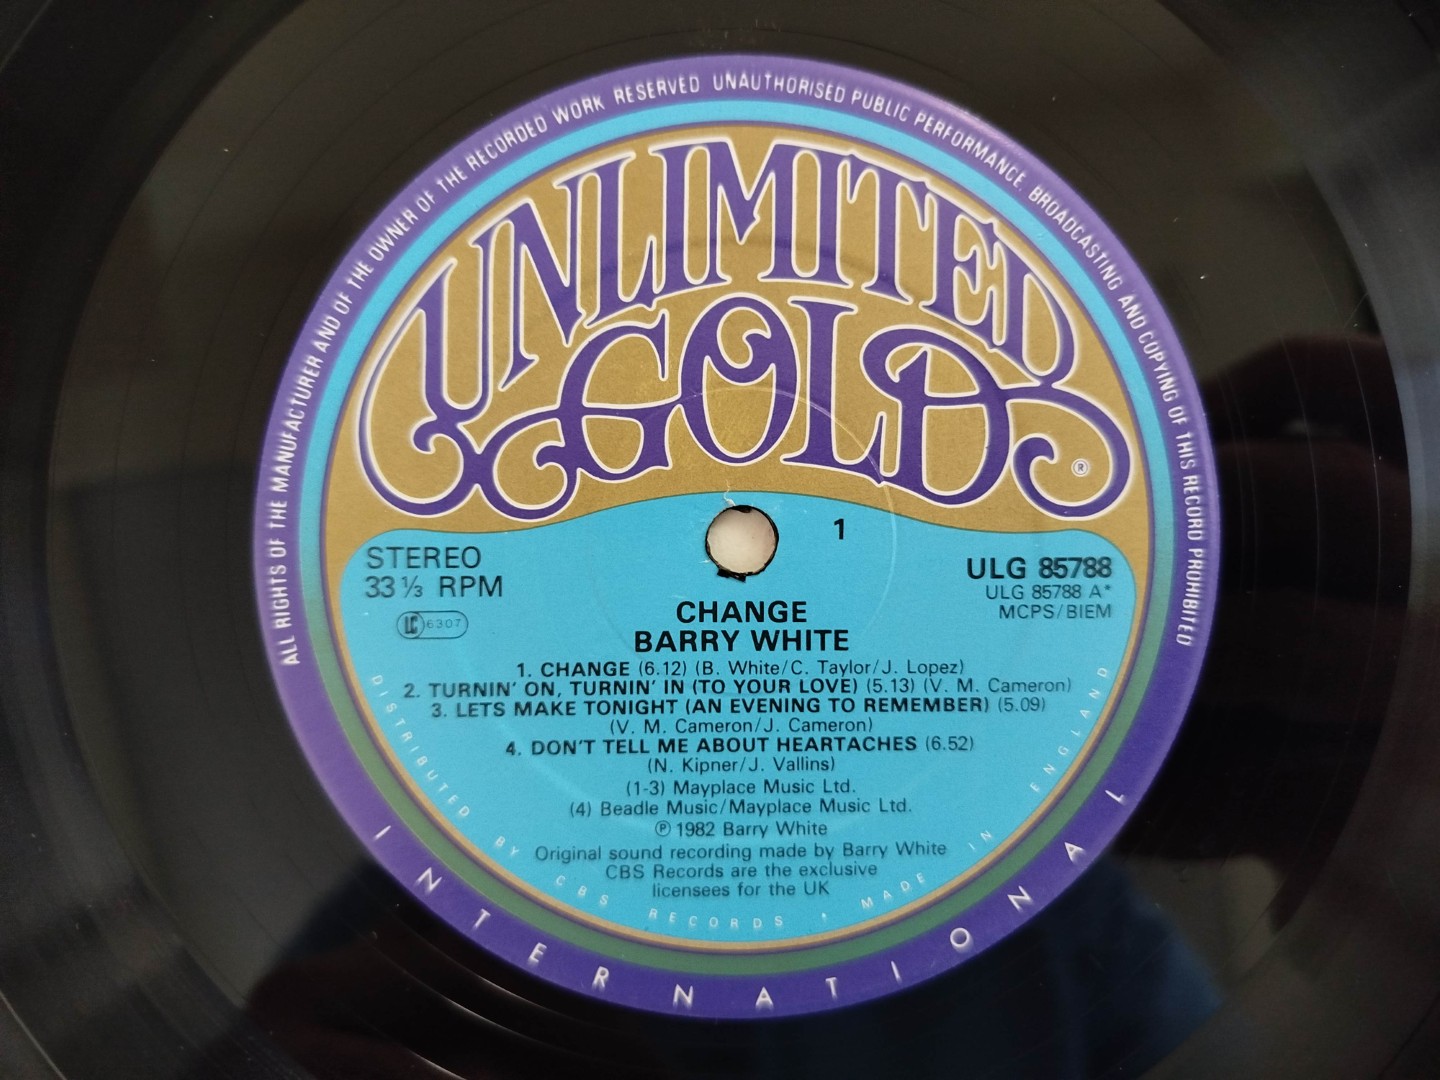 ALL RIGHTS OF THE MANUFACTURER AND OF THE OWNER OF THE RECORDED WORK RESERVED UNAUTHORISED PUBLIC PERFORMANCE. BROADCASTING AND COPYING OF THIS RECORD PROHIBITED
UNLIMITED
GOLD
®
1
STEREO
33⅓ RPM
LC 6307
ULG 85788
ULG 85788 A*
MCPS/BIEM
CHANGE
BARRY WHITE
1. CHANGE (6.12) (B. White/C. Taylor/J. Lopez)
2. TURNIN' ON, TURNIN' IN (TO YOUR LOVE) (5.13) (V. M. Cameron)
3. LETS MAKE TONIGHT (AN EVENING TO REMEMBER) (5.09)
(V. M. Cameron/J. Cameron)
4. DON'T TELL ME ABOUT HEARTACHES (6.52)
(N. Kipner/J. Vallins)
(1-3) Mayplace Music Ltd.
(4) Beadle Music/Mayplace Music Ltd.
℗ 1982 Barry White
Original sound recording made by Barry White
CBS Records are the exclusive
licensees for the UK
DISTRIBUTED BY CBS RECORDS • MADE IN ENGLAND
INTERNATIONAL